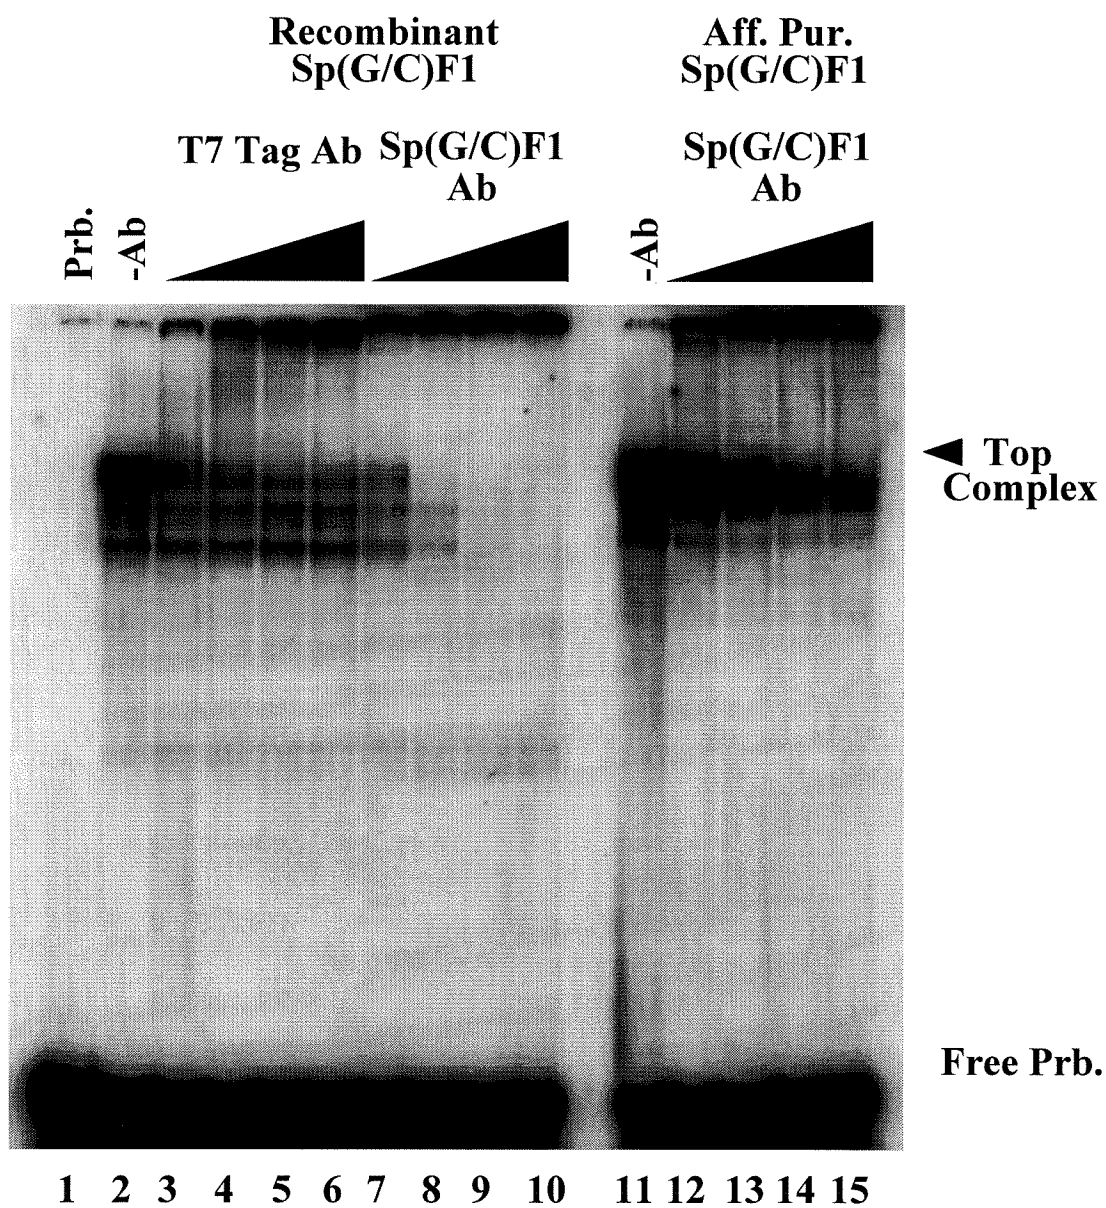 Recombinant
Sp(G/C)F1
Aff. Pur.
Sp(G/C)F1
T7 Tag Ab
Sp(G/C)F1
Ab
Sp(G/C)F1
Ab
Prb.
-Ab
-Ab
Top
Complex
Free Prb.
1 2 3 4 5 6 7 8 9 10 11 12 13 14 15